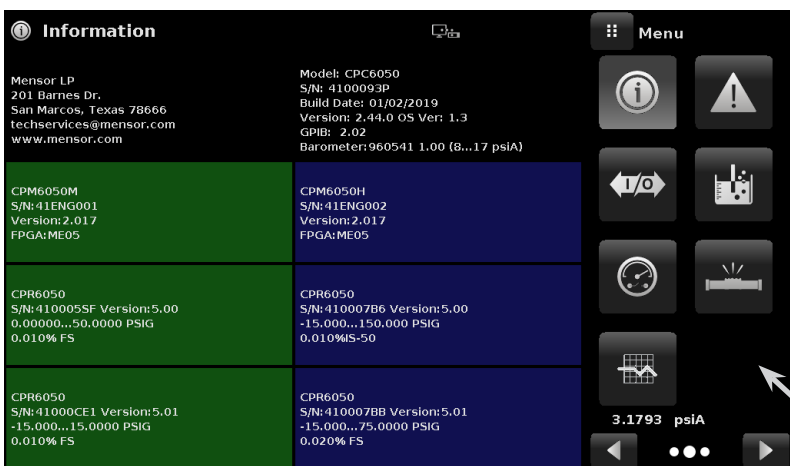 Information
Mensor LP
201 Barnes Dr.
San Marcos, Texas 78666
techservices@mensor.com
www.mensor.com
Model: CPC6050
S/N: 4100093P
Build Date: 01/02/2019
Version: 2.44.0 OS Ver: 1.3
GPIB: 2.02
Barometer:960541 1.00 (8...17 psiA)
CPM6050M
S/N:41ENG001
Version:2.017
FPGA:ME05
CPM6050H
S/N:41ENG002
Version:2.017
FPGA:ME05
CPR6050
S/N:410005SF Version:5.00
0.00000...50.0000 PSIG
0.010% FS
CPR6050
S/N:410007B6 Version:5.00
-15.000...150.000 PSIG
0.010%IS-50
CPR6050
S/N:41000CE1 Version:5.01
-15.000...15.0000 PSIG
0.010% FS
CPR6050
S/N:410007BB Version:5.01
-15.000...75.0000 PSIG
0.020% FS
Menu
i
I/O
3.1793 psiA